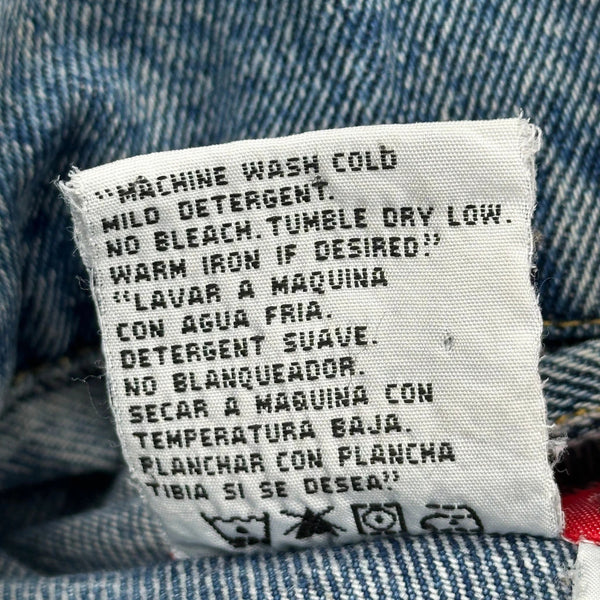 "MACHINE WASH COLD
MILD DETERGENT.
NO BLEACH. TUMBLE DRY LOW.
WARM IRON IF DESIRED."
"LAVAR A MAQUINA
CON AGUA FRIA.
DETERGENT SUAVE.
NO BLANQUEADOR.
SECAR A MAQUINA CON
TEMPERATURA BAJA.
PLANCHAR CON PLANCHA
TIBIA SI SE DESEA"